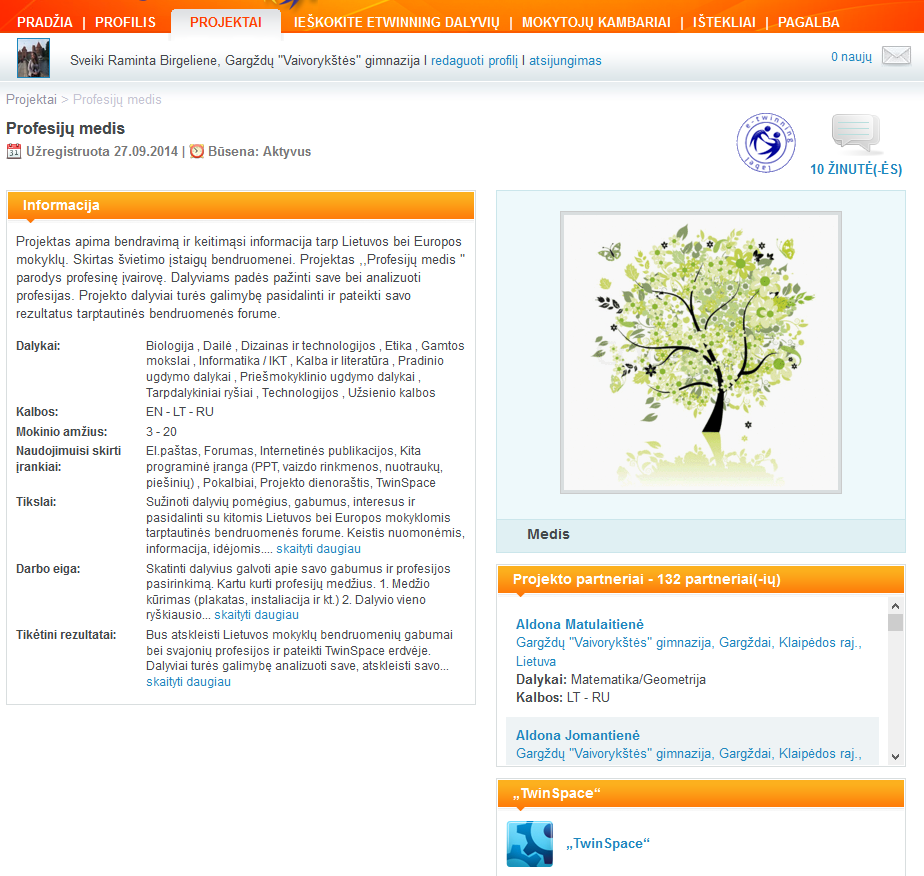 PRADŽIA | PROFILIS PROJEKTAI IEŠKOKITE ETWINNING DALYVIŲ | MOKYTOJŲ KAMBARIAI | IŠTEKLIAI | PAGALBA
Sveiki Raminta Birgeliene, Gargždų "Vaivorykštės" gimnazija I redaguoti profilį I atsijungimas
0 naujų
Projektai > Profesijų medis
Profesijų medis
31 Užregistruota 27.09.2014 | Būsena: Aktyvus
e-twinning label
10 ŽINUTĖ(-ĖS)
Informacija
Projektas apima bendravimą ir keitimąsi informacija tarp Lietuvos bei Europos
mokyklų. Skirtas švietimo įstaigų bendruomenei. Projektas ,,Profesijų medis "
parodys profesinę įvairovę. Dalyviams padės pažinti save bei analizuoti
profesijas. Projekto dalyviai turės galimybę pasidalinti ir pateikti savo
rezultatus tarptautinės bendruomenės forume.
Dalykai: Biologija , Dailė , Dizainas ir technologijos , Etika , Gamtos
mokslai , Informatika / IKT , Kalba ir literatūra , Pradinio
ugdymo dalykai , Priešmokyklinio ugdymo dalykai ,
Tarpdalykiniai ryšiai , Technologijos , Užsienio kalbos
Kalbos: EN - LT - RU
Mokinio amžius: 3 - 20
Naudojimuisi skirti El.paštas, Forumas, Internetinės publikacijos, Kita
įrankiai: programinė įranga (PPT, vaizdo rinkmenos, nuotraukų,
piešinių) , Pokalbiai, Projekto dienoraštis, TwinSpace
Tikslai: Sužinoti dalyvių pomėgius, gabumus, interesus ir
pasidalinti su kitomis Lietuvos bei Europos mokyklomis
tarptautinės bendruomenės forume. Keistis nuomonėmis,
informacija, idėjomis.... skaityti daugiau
Darbo eiga: Skatinti dalyvius galvoti apie savo gabumus ir profesijos
pasirinkimą. Kartu kurti profesijų medžius. 1. Medžio
kūrimas (plakatas, instaliacija ir kt.) 2. Dalyvio vieno
ryškiausio... skaityti daugiau
Tikėtini rezultatai: Bus atskleisti Lietuvos mokyklų bendruomenių gabumai
bei svajonių profesijos ir pateikti TwinSpace erdvėje.
Dalyviai turės galimybę analizuoti save, atskleisti savo...
skaityti daugiau
Medis
Projekto partneriai - 132 partneriai(-ių)
Aldona Matulaitienė
Gargždų "Vaivorykštės" gimnazija, Gargždai, Klaipėdos raj.,
Lietuva
Dalykai: Matematika/Geometrija
Kalbos: LT - RU
Aldona Jomantienė
Gargždų "Vaivorykštės" gimnazija, Gargždai, Klaipėdos raj.,
„TwinSpace“
„TwinSpace“